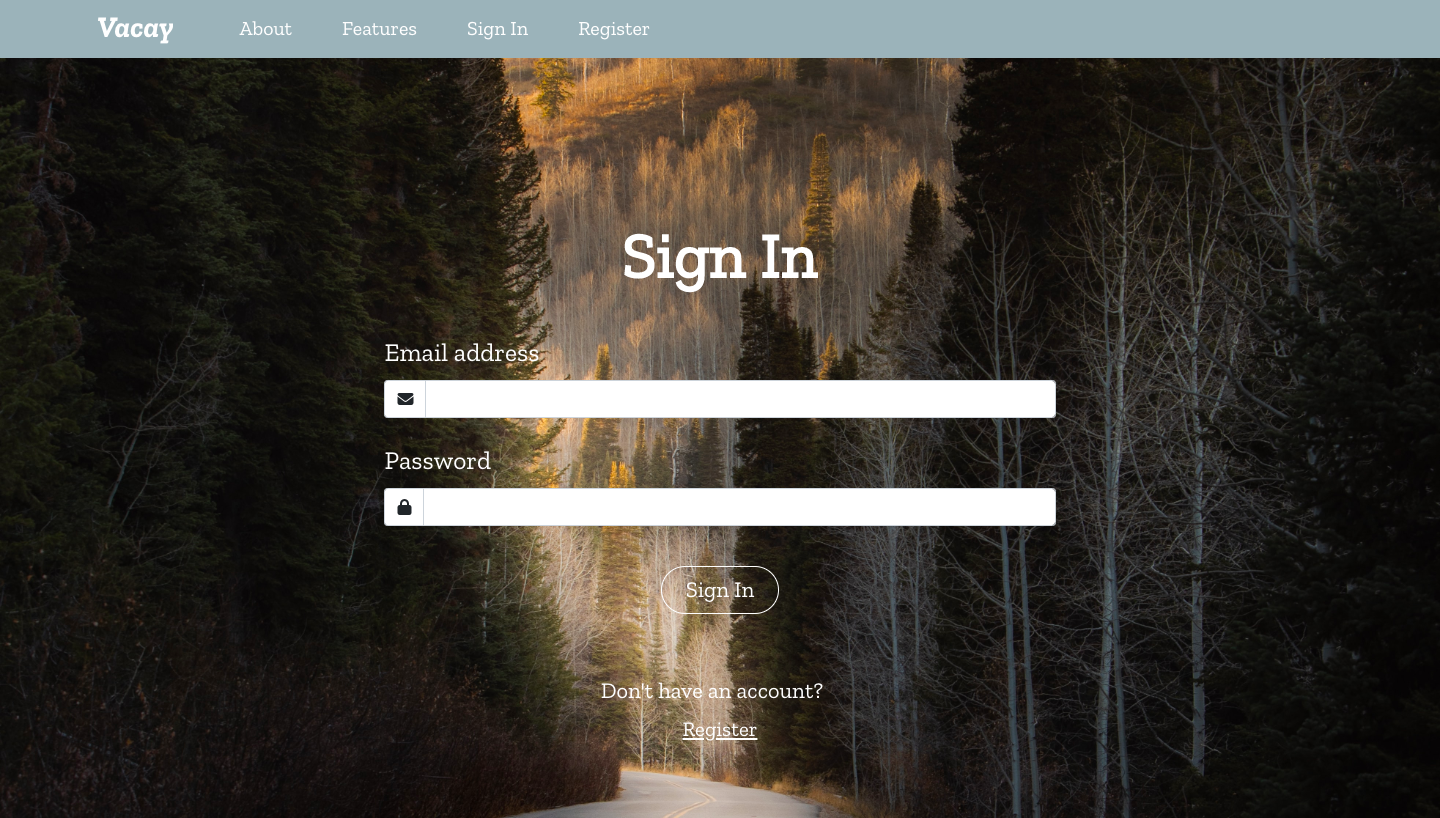 Vacay
About
Features
Sign In
Register
Sign In
Email address
Password
Sign In
Don't have an account?
Register